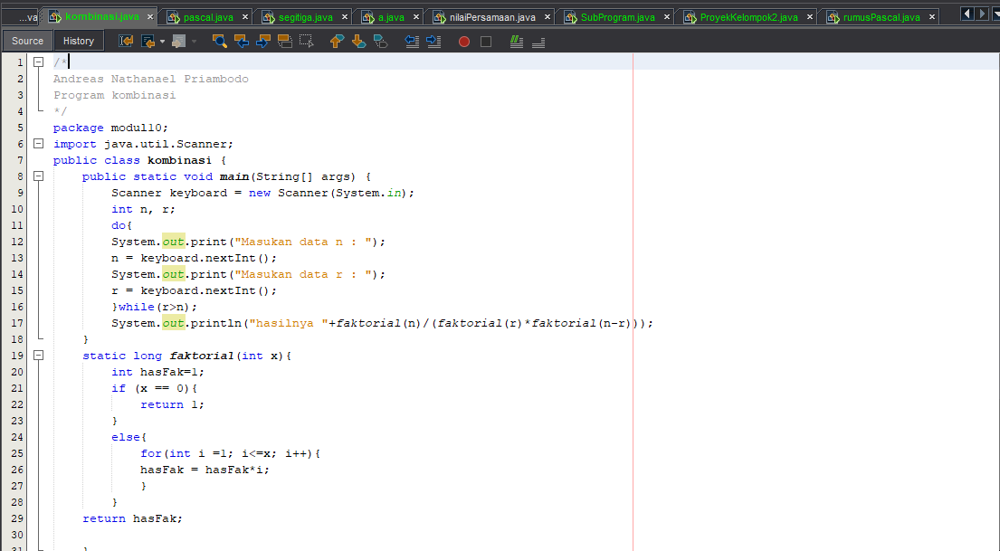 ...va kombinasi.java pascal.java segitiga.java a.java nilaiPersamaan.java SubProgram.java ProyekKelompok2.java rumusPascal.java
Source History
1 /*
2 Andreas Nathanael Priambodo
3 Program kombinasi
4 */
5 package modul10;
6 import java.util.Scanner;
7 public class kombinasi {
8 public static void main(String[] args) {
9 Scanner keyboard = new Scanner(System.in);
10 int n, r;
11 do{
12 System.out.print("Masukan data n : ");
13 n = keyboard.nextInt();
14 System.out.print("Masukan data r : ");
15 r = keyboard.nextInt();
16 }while(r>n);
17 System.out.println("hasilnya "+faktorial(n)/(faktorial(r)*faktorial(n-r)));
18 }
19 static long faktorial(int x){
20 int hasFak=1;
21 if (x == 0){
22 return 1;
23 }
24 else{
25 for(int i =1; i<=x; i++){
26 hasFak = hasFak*i;
27 }
28 }
29 return hasFak;
30
31 }